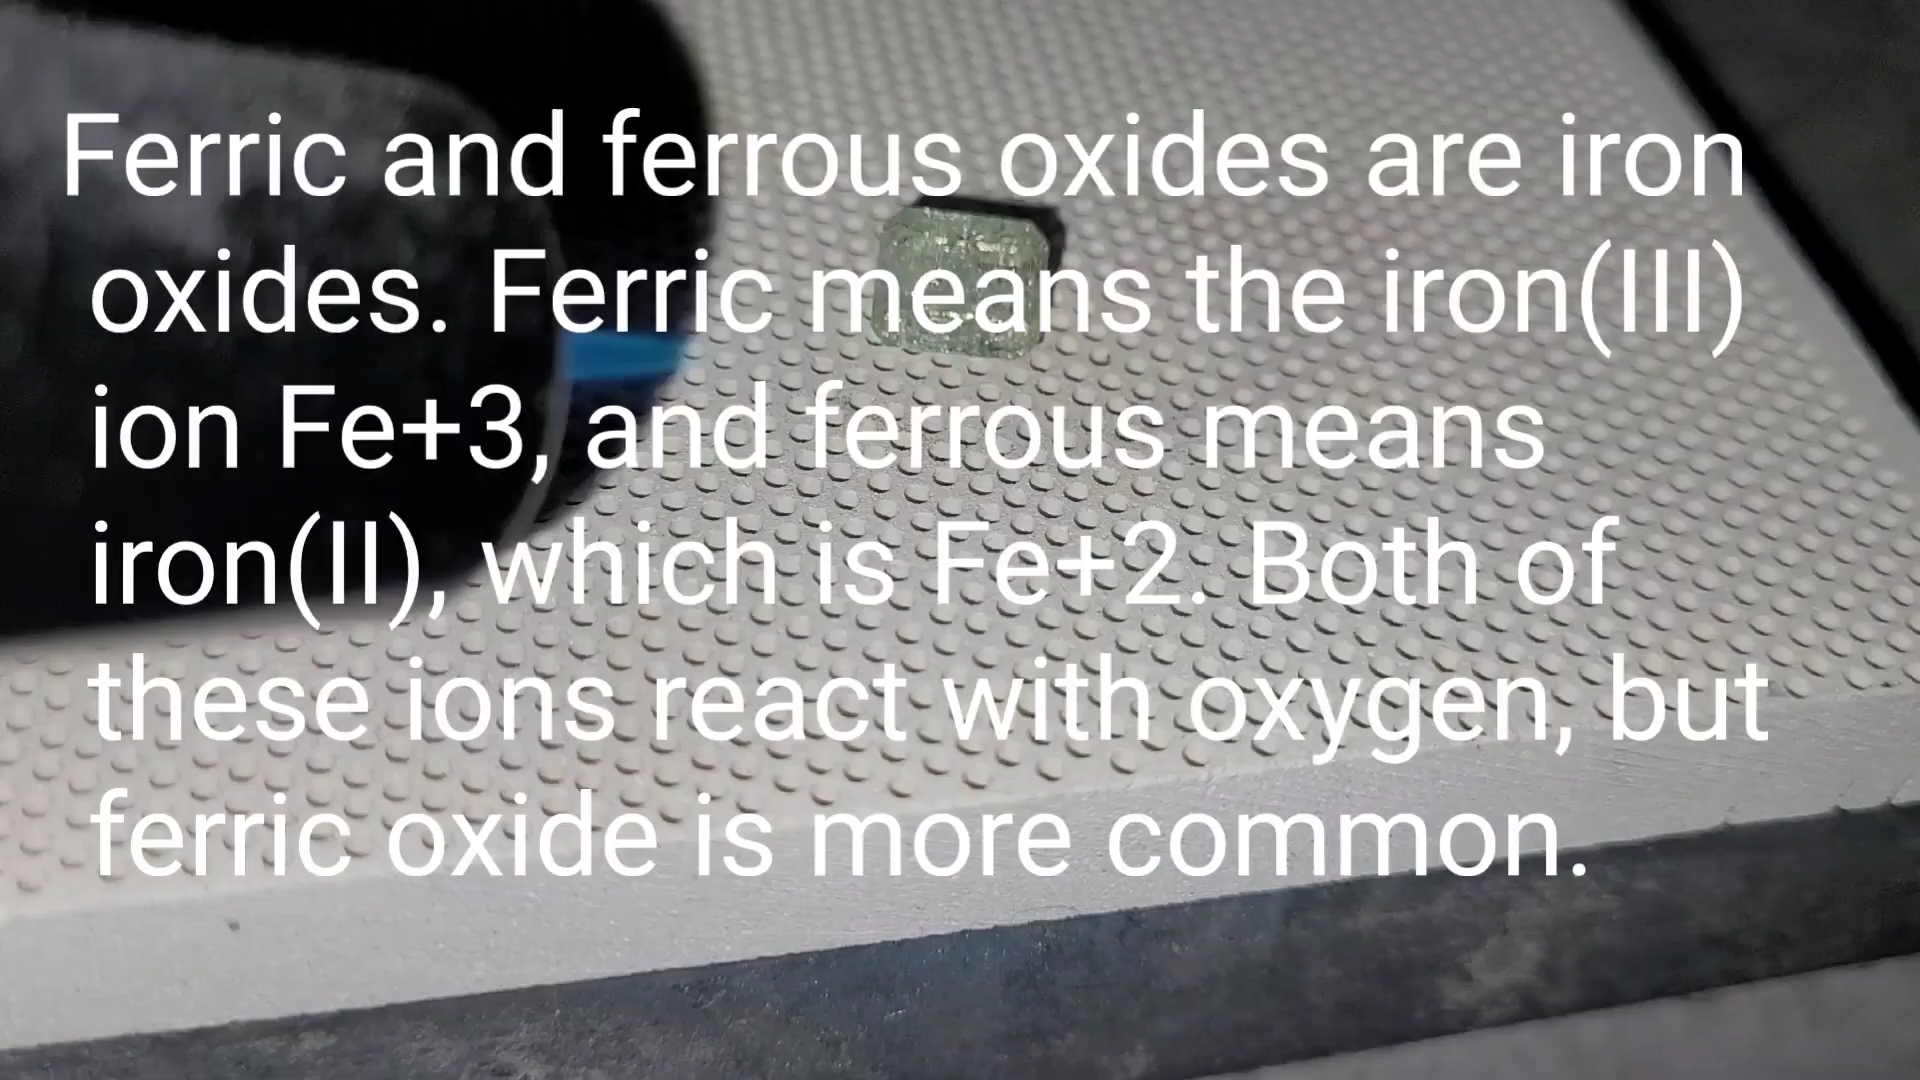 Ferric and ferrous oxides are iron
oxides. Ferric means the iron(III)
ion Fe+3, and ferrous means
iron(II), which is Fe+2. Both of
these ions react with oxygen, but
ferric oxide is more common.